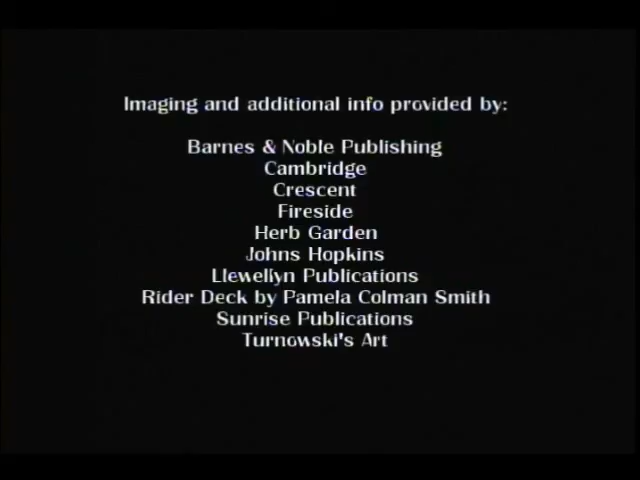 Imaging and additional info provided by:
Barnes & Noble Publishing
Cambridge
Crescent
Fireside
Herb Garden
Johns Hopkins
Llewellyn Publications
Rider Deck by Pamela Colman Smith
Sunrise Publications
Turnowski's Art